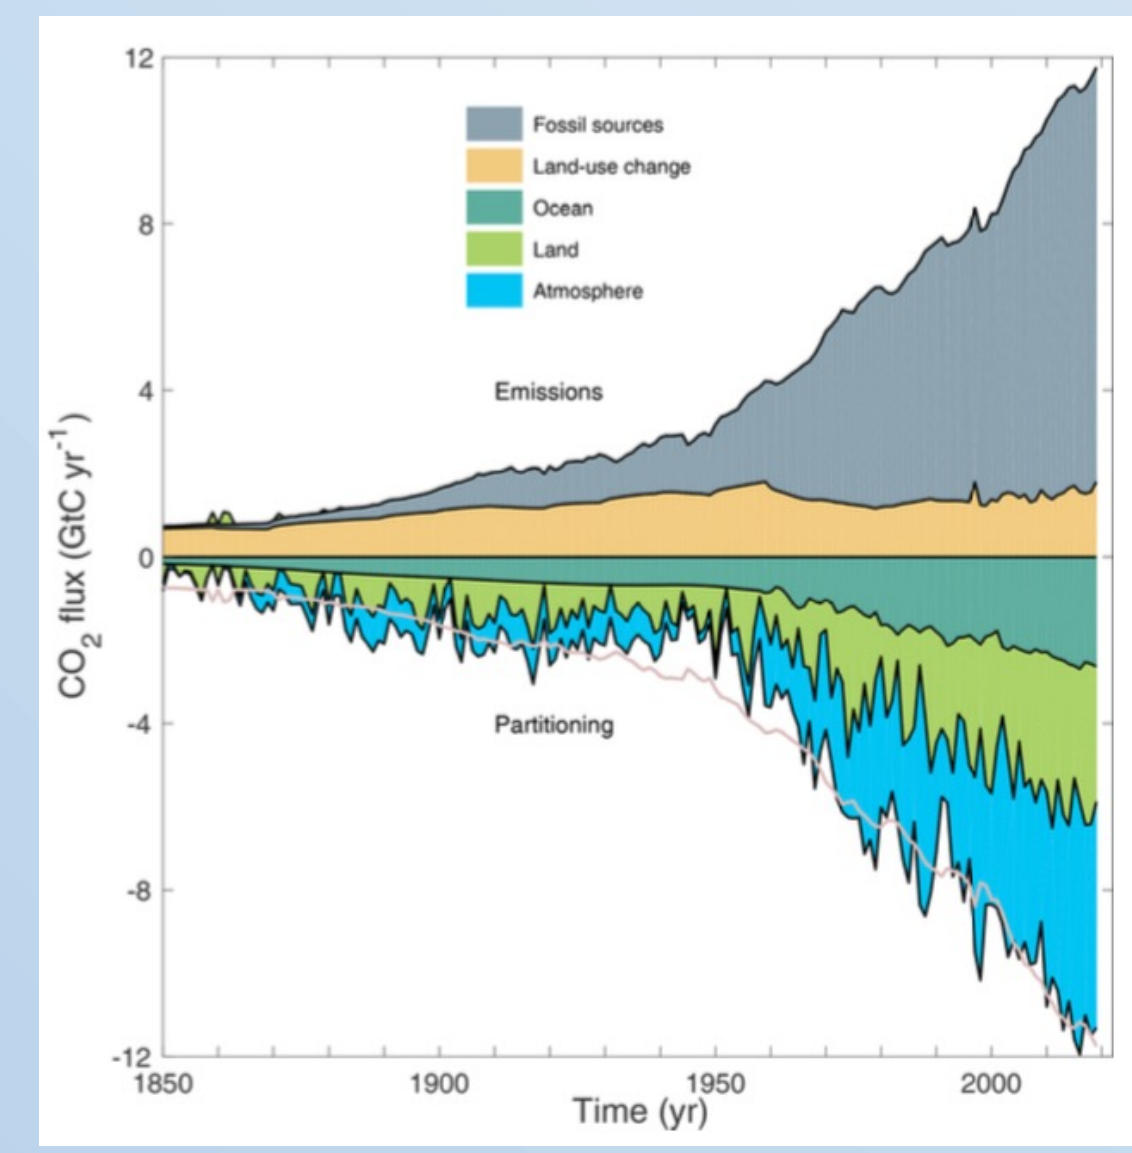 12
8
4
0
-4
-8
-12
CO2 flux (GtC yr-1)
Fossil sources
Land-use change
Ocean
Land
Atmosphere
Emissions
Partitioning
1850 1900 1950 2000
Time (yr)